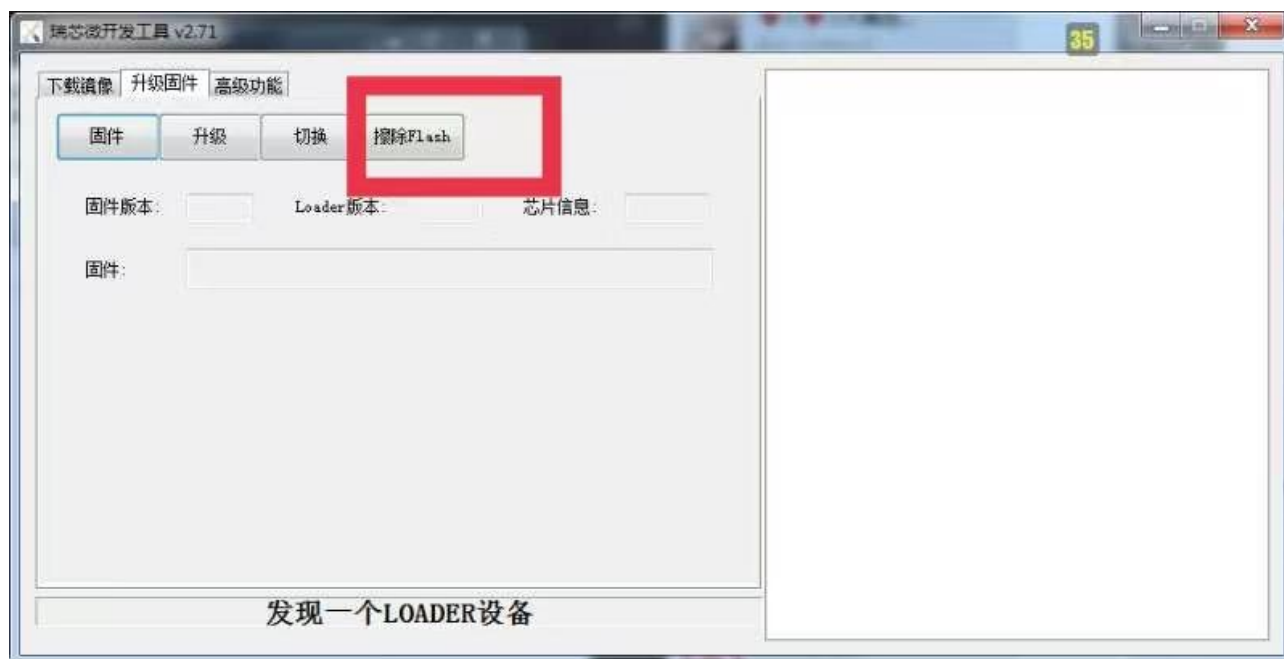 瑞芯微开发工具 v2.71
35
下载镜像 升级固件 高级功能
固件 升级 切换 擦除Flash
固件版本: Loader版本: 芯片信息:
固件:
发现一个LOADER设备